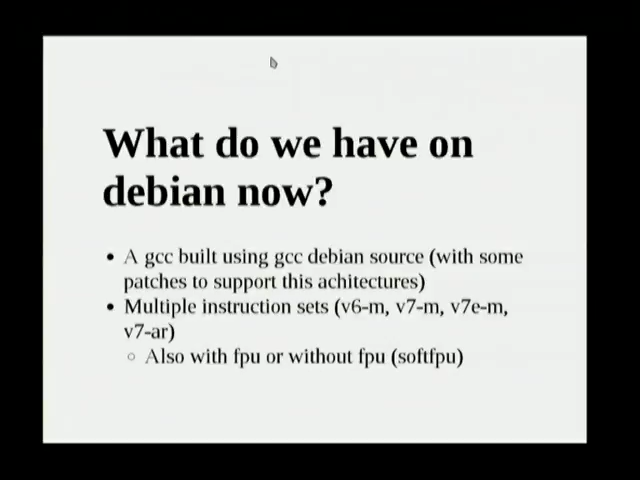 What do we have on
debian now?
• A gcc built using gcc debian source (with some
patches to support this achitectures)
• Multiple instruction sets (v6-m, v7-m, v7e-m,
v7-ar)
○ Also with fpu or without fpu (softfpu)